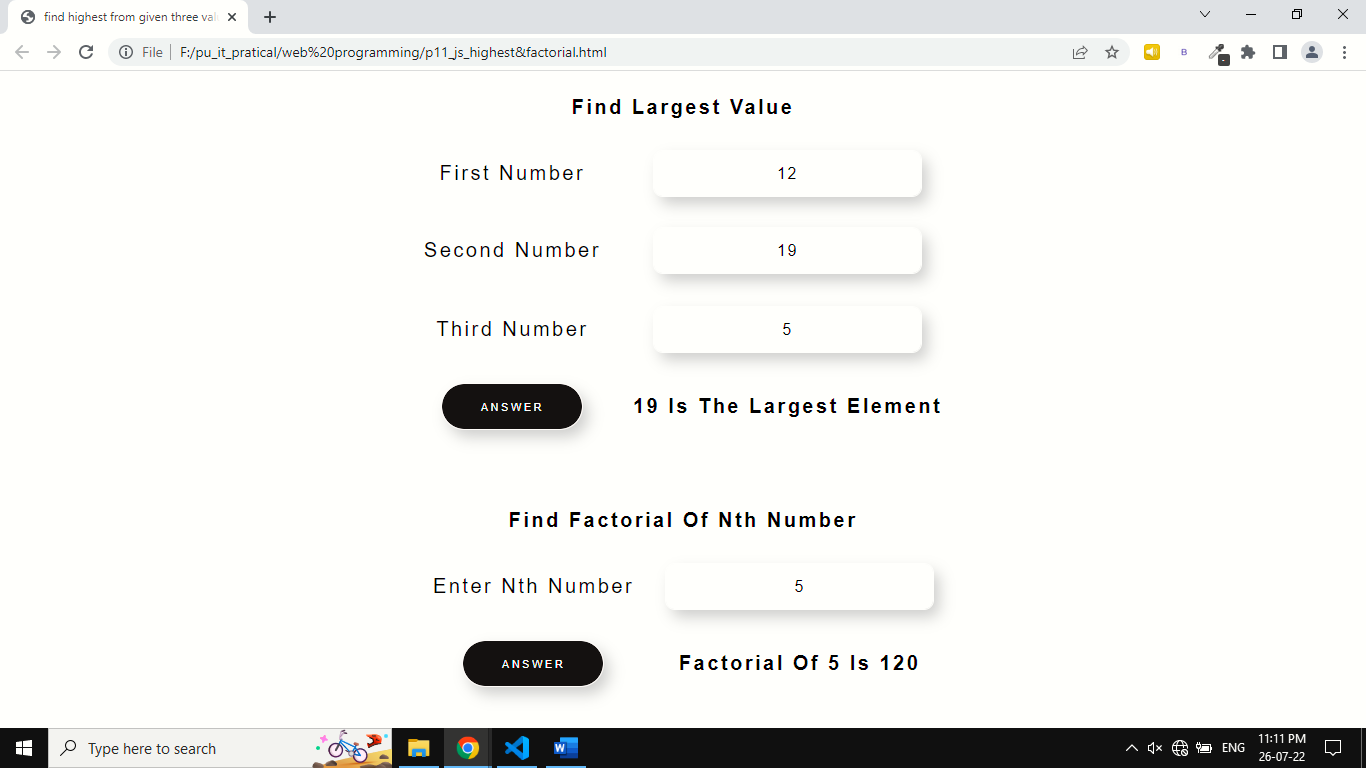 find highest from given three val
File
F:/pu_it_pratical/web%20programming/p11_js_highest&factorial.html
B
Find Largest Value
First Number 12
Second Number 19
Third Number 5
ANSWER 19 Is The Largest Element
Find Factorial Of Nth Number
Enter Nth Number 5
ANSWER Factorial Of 5 Is 120
Type here to search
W
ENG
11:11 PM
26-07-22